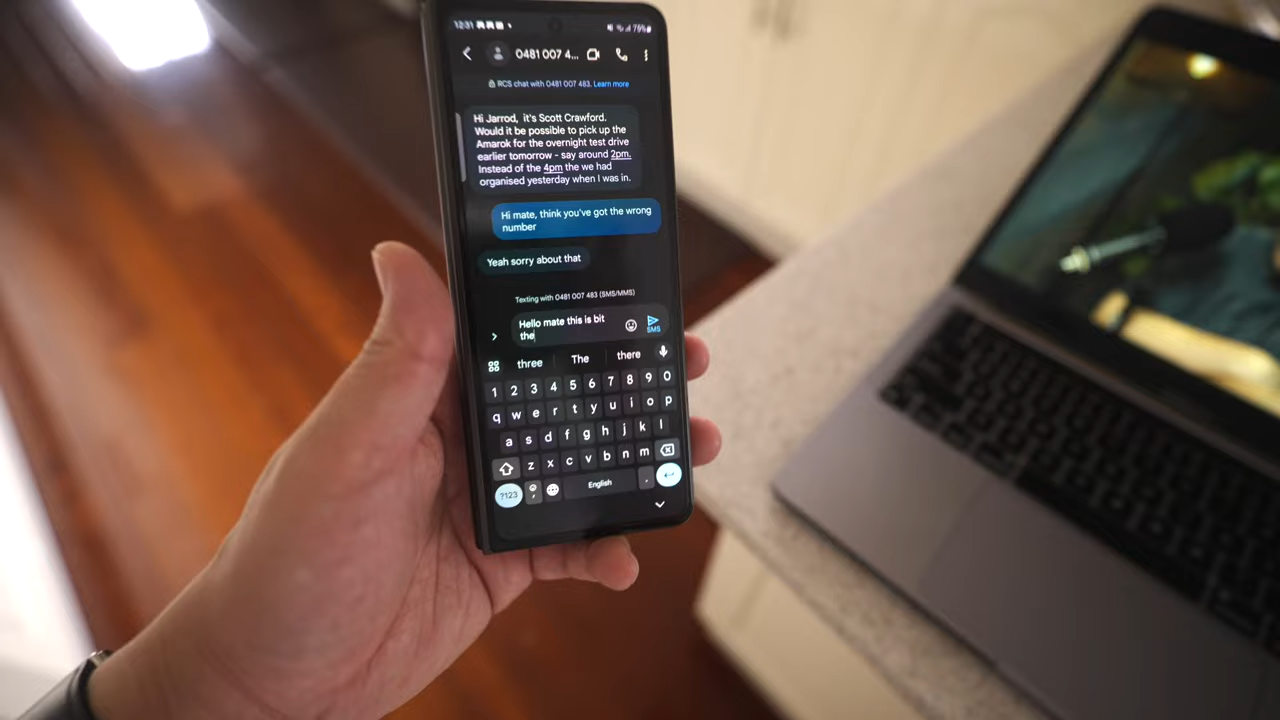 12:31
75%
0481 007 4...
RCS chat with 0481 007 483. Learn more
Hi Jarrod, it's Scott Crawford.
Would it be possible to pick up the
Amarok for the overnight test drive
earlier tomorrow - say around 2pm.
Instead of the 4pm the we had
organised yesterday when I was in.
Hi mate, think you've got the wrong
number
Yeah sorry about that
Texting with 0481 007 483 (SMS/MMS)
Hello mate this is bit
the
SMS
three The there
1 2 3 4 5 6 7 8 9 0
q w e r t y u i o p
a s d f g h j k l
z x c v b n m
?123 , English .